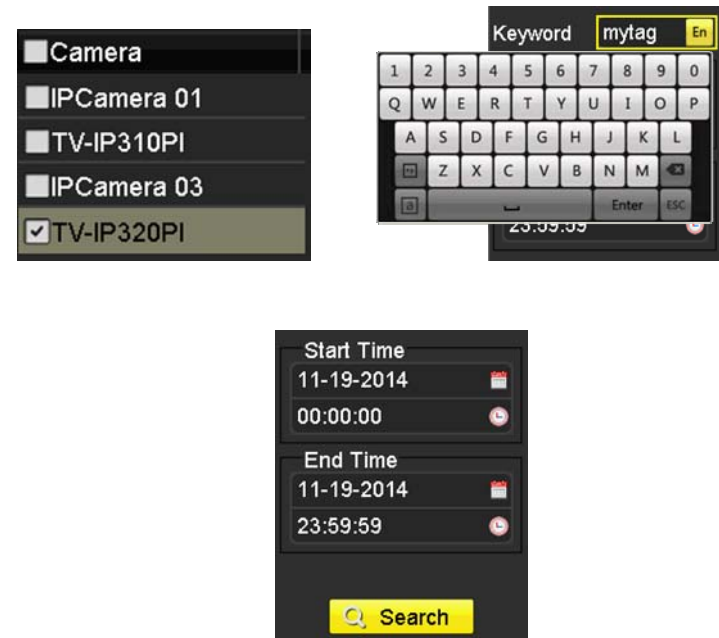 Camera
IPCamera 01
TV-IP310PI
IPCamera 03
TV-IP320PI
Keyword mytag En
1 2 3 4 5 6 7 8 9 0
Q W E R T Y U I O P
A S D F G H J K L
Z X C V B N M
a Enter ESC
23:59:59
Start Time
11-19-2014
00:00:00
End Time
11-19-2014
23:59:59
Search